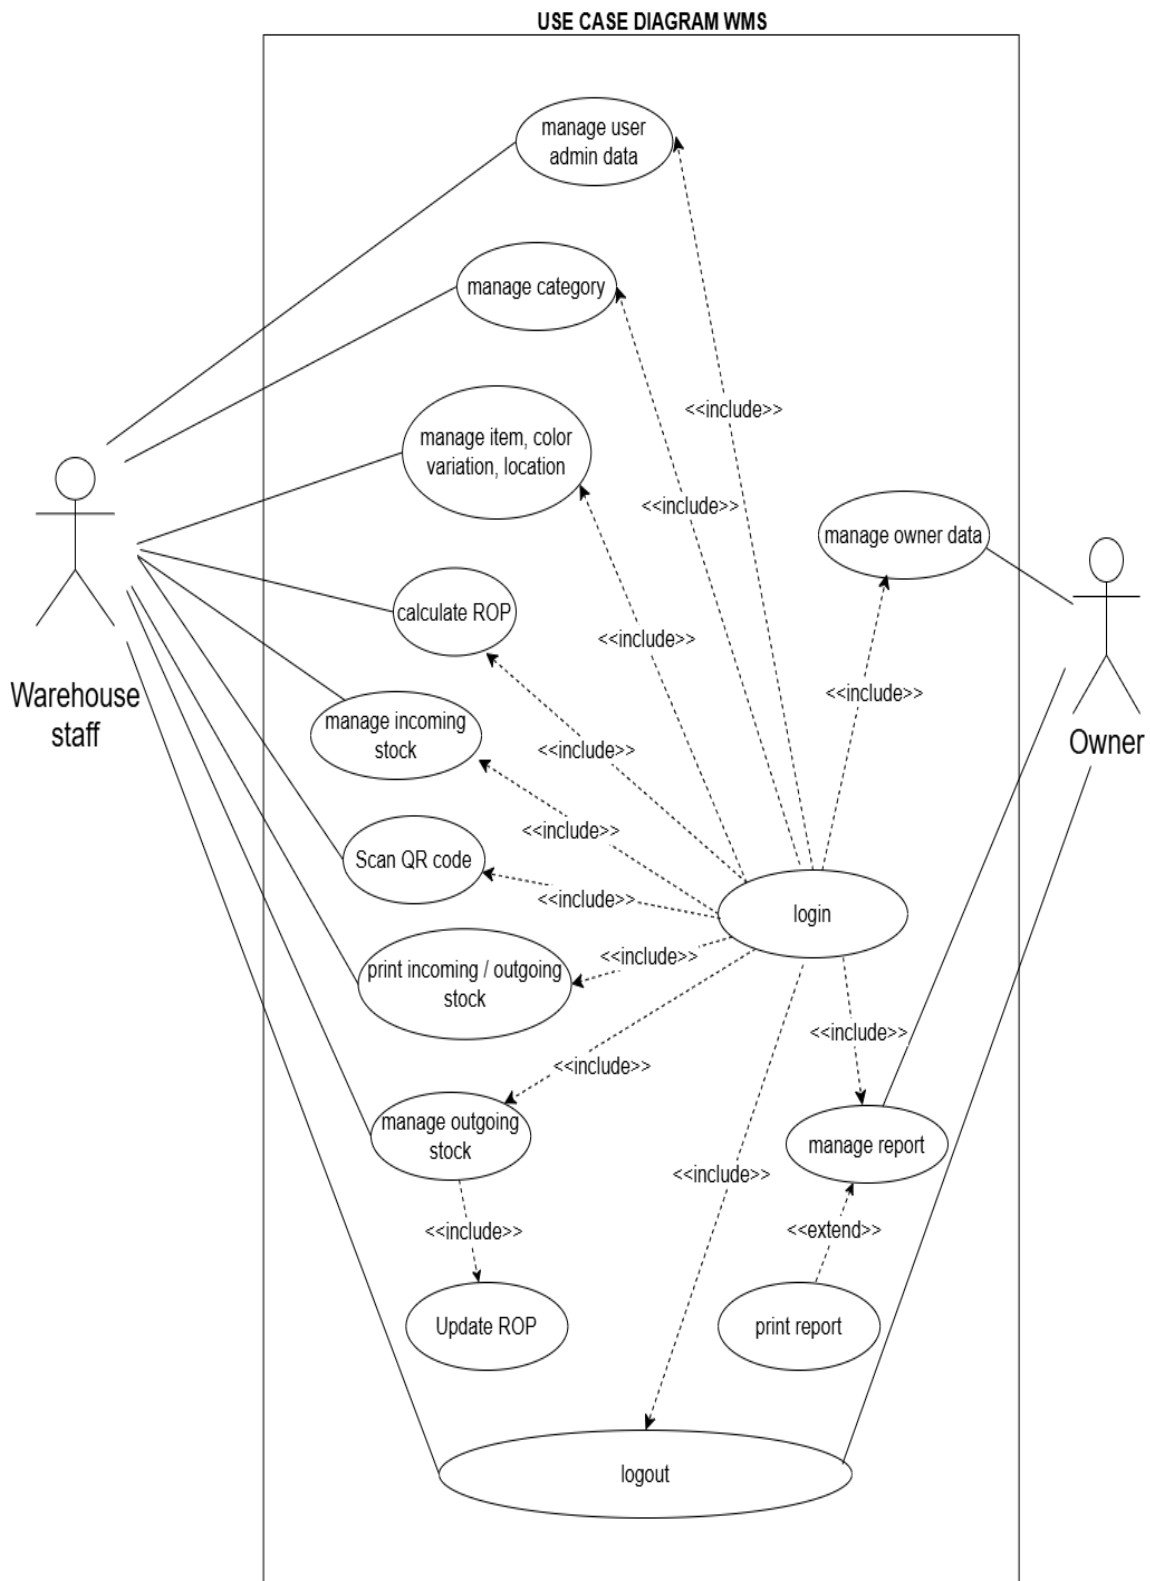 USE CASE DIAGRAM WMS
manage user
admin data
manage category
<<include>>
manage item, color
variation, location
<<include>>
manage owner data
calculate ROP
<<include>>
Warehouse
staff
<<include>>
manage incoming
stock
<<include>>
Owner
<<include>>
Scan QR code
<<include>>
login
print incoming / outgoing
stock
<<include>>
<<include>>
<<include>>
manage outgoing
stock
manage report
<<include>>
<<include>>
<<extend>>
Update ROP
print report
logout